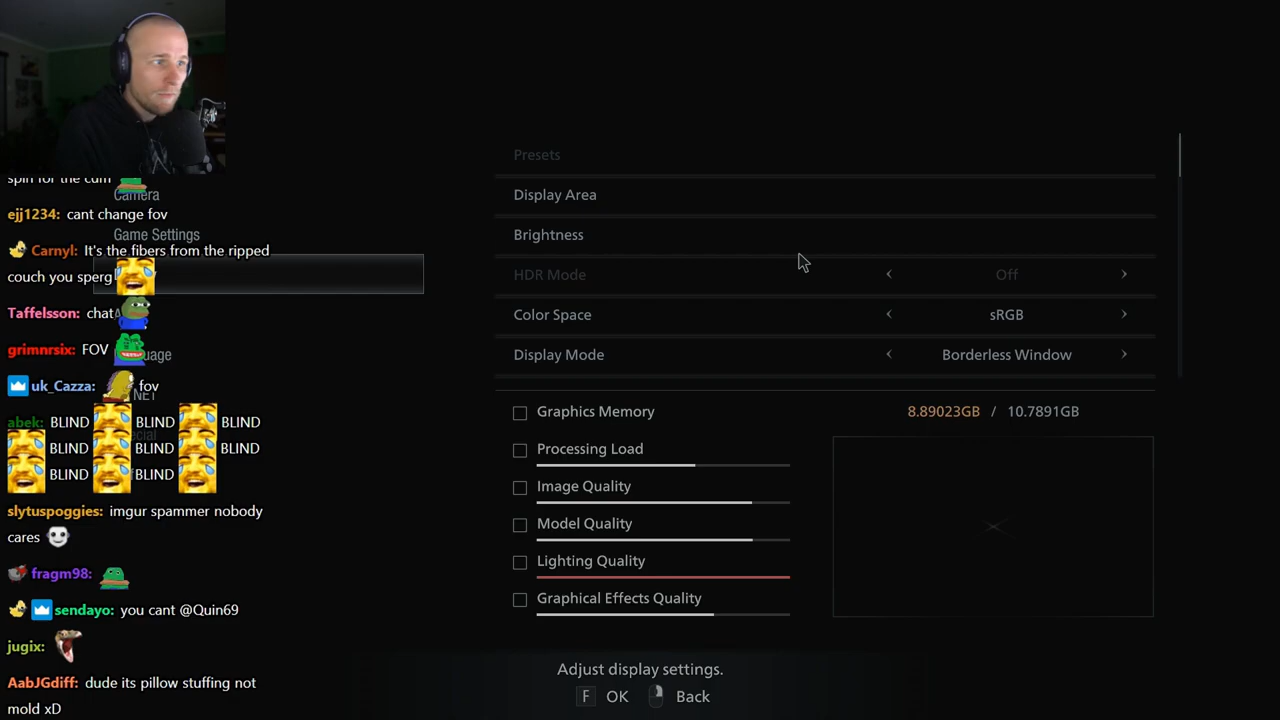 spin for the cum
Camera
ejj1234: cant change fov
Game Settings
Carnyl: It's the fibers from the ripped
couch you sperg
Taffelsson: chat
grimnrsix: FOV
uk_Cazza: fov
abek: BLIND BLIND BLIND
BLIND BLIND BLIND
BLIND BLIND
slytuspoggies: imgur spammer nobody
cares
fragm98:
sendayo: you cant @Quin69
jugix:
AabJGdiff: dude its pillow stuffing not
mold xD
Presets
Display Area
Brightness
HDR Mode Off
Color Space sRGB
Display Mode Borderless Window
Graphics Memory 8.89023GB / 10.7891GB
Processing Load
Image Quality
Model Quality
Lighting Quality
Graphical Effects Quality
Adjust display settings.
F OK Back